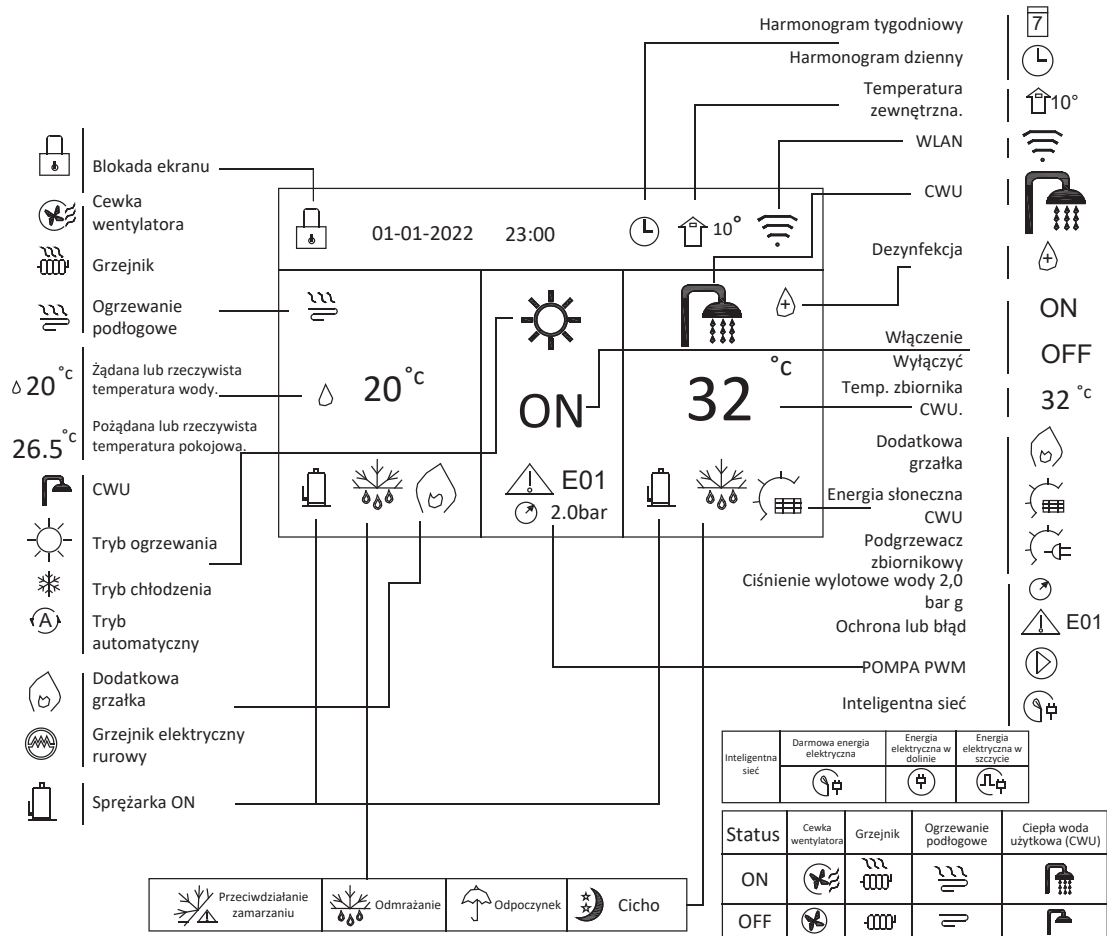 Harmonogram tygodniowy
7
Harmonogram dzienny
Temperatura
zewnętrzna.
10°
WLAN
CWU
Dezynfekcja
ON
Włączenie
Wyłączyć
OFF
Temp. zbiornika
CWU.
32 °c
Dodatkowa
grzałka
Energia słoneczna
CWU
Podgrzewacz
zbiornikowy
Ciśnienie wylotowe wody 2,0
bar g
Ochrona lub błąd
E01
POMPA PWM
Inteligentna sieć
Blokada ekranu
Cewka
wentylatora
Grzejnik
Ogrzewanie
podłogowe
20°c
Żądana lub rzeczywista
temperatura wody.
26.5°c
Pożądana lub rzeczywista
temperatura pokojowa.
CWU
Tryb ogrzewania
Tryb chłodzenia
A
Tryb
automatyczny
Dodatkowa
grzałka
Grzejnik elektryczny
rurowy
Sprężarka ON
01-01-2022 23:00
10°
20°c
ON
32 °c
E01
2.0bar
Przeciwdziałanie
zamarzaniu
Odmrażanie
Odpoczynek
Cicho
Inteligentna
sieć
Darmowa energia
elektryczna
Energia
elektryczna w
dolinie
Energia
elektryczna w
szczycie
Status
Cewka
wentylatora
Grzejnik
Ogrzewanie
podłogowe
Ciepła woda
użytkowa (CWU)
ON
OFF